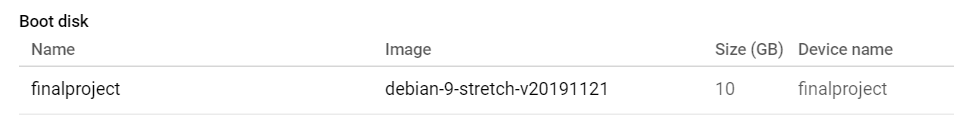 Boot disk
Name Image Size (GB) Device name
finalproject debian-9-stretch-v20191121 10 finalproject